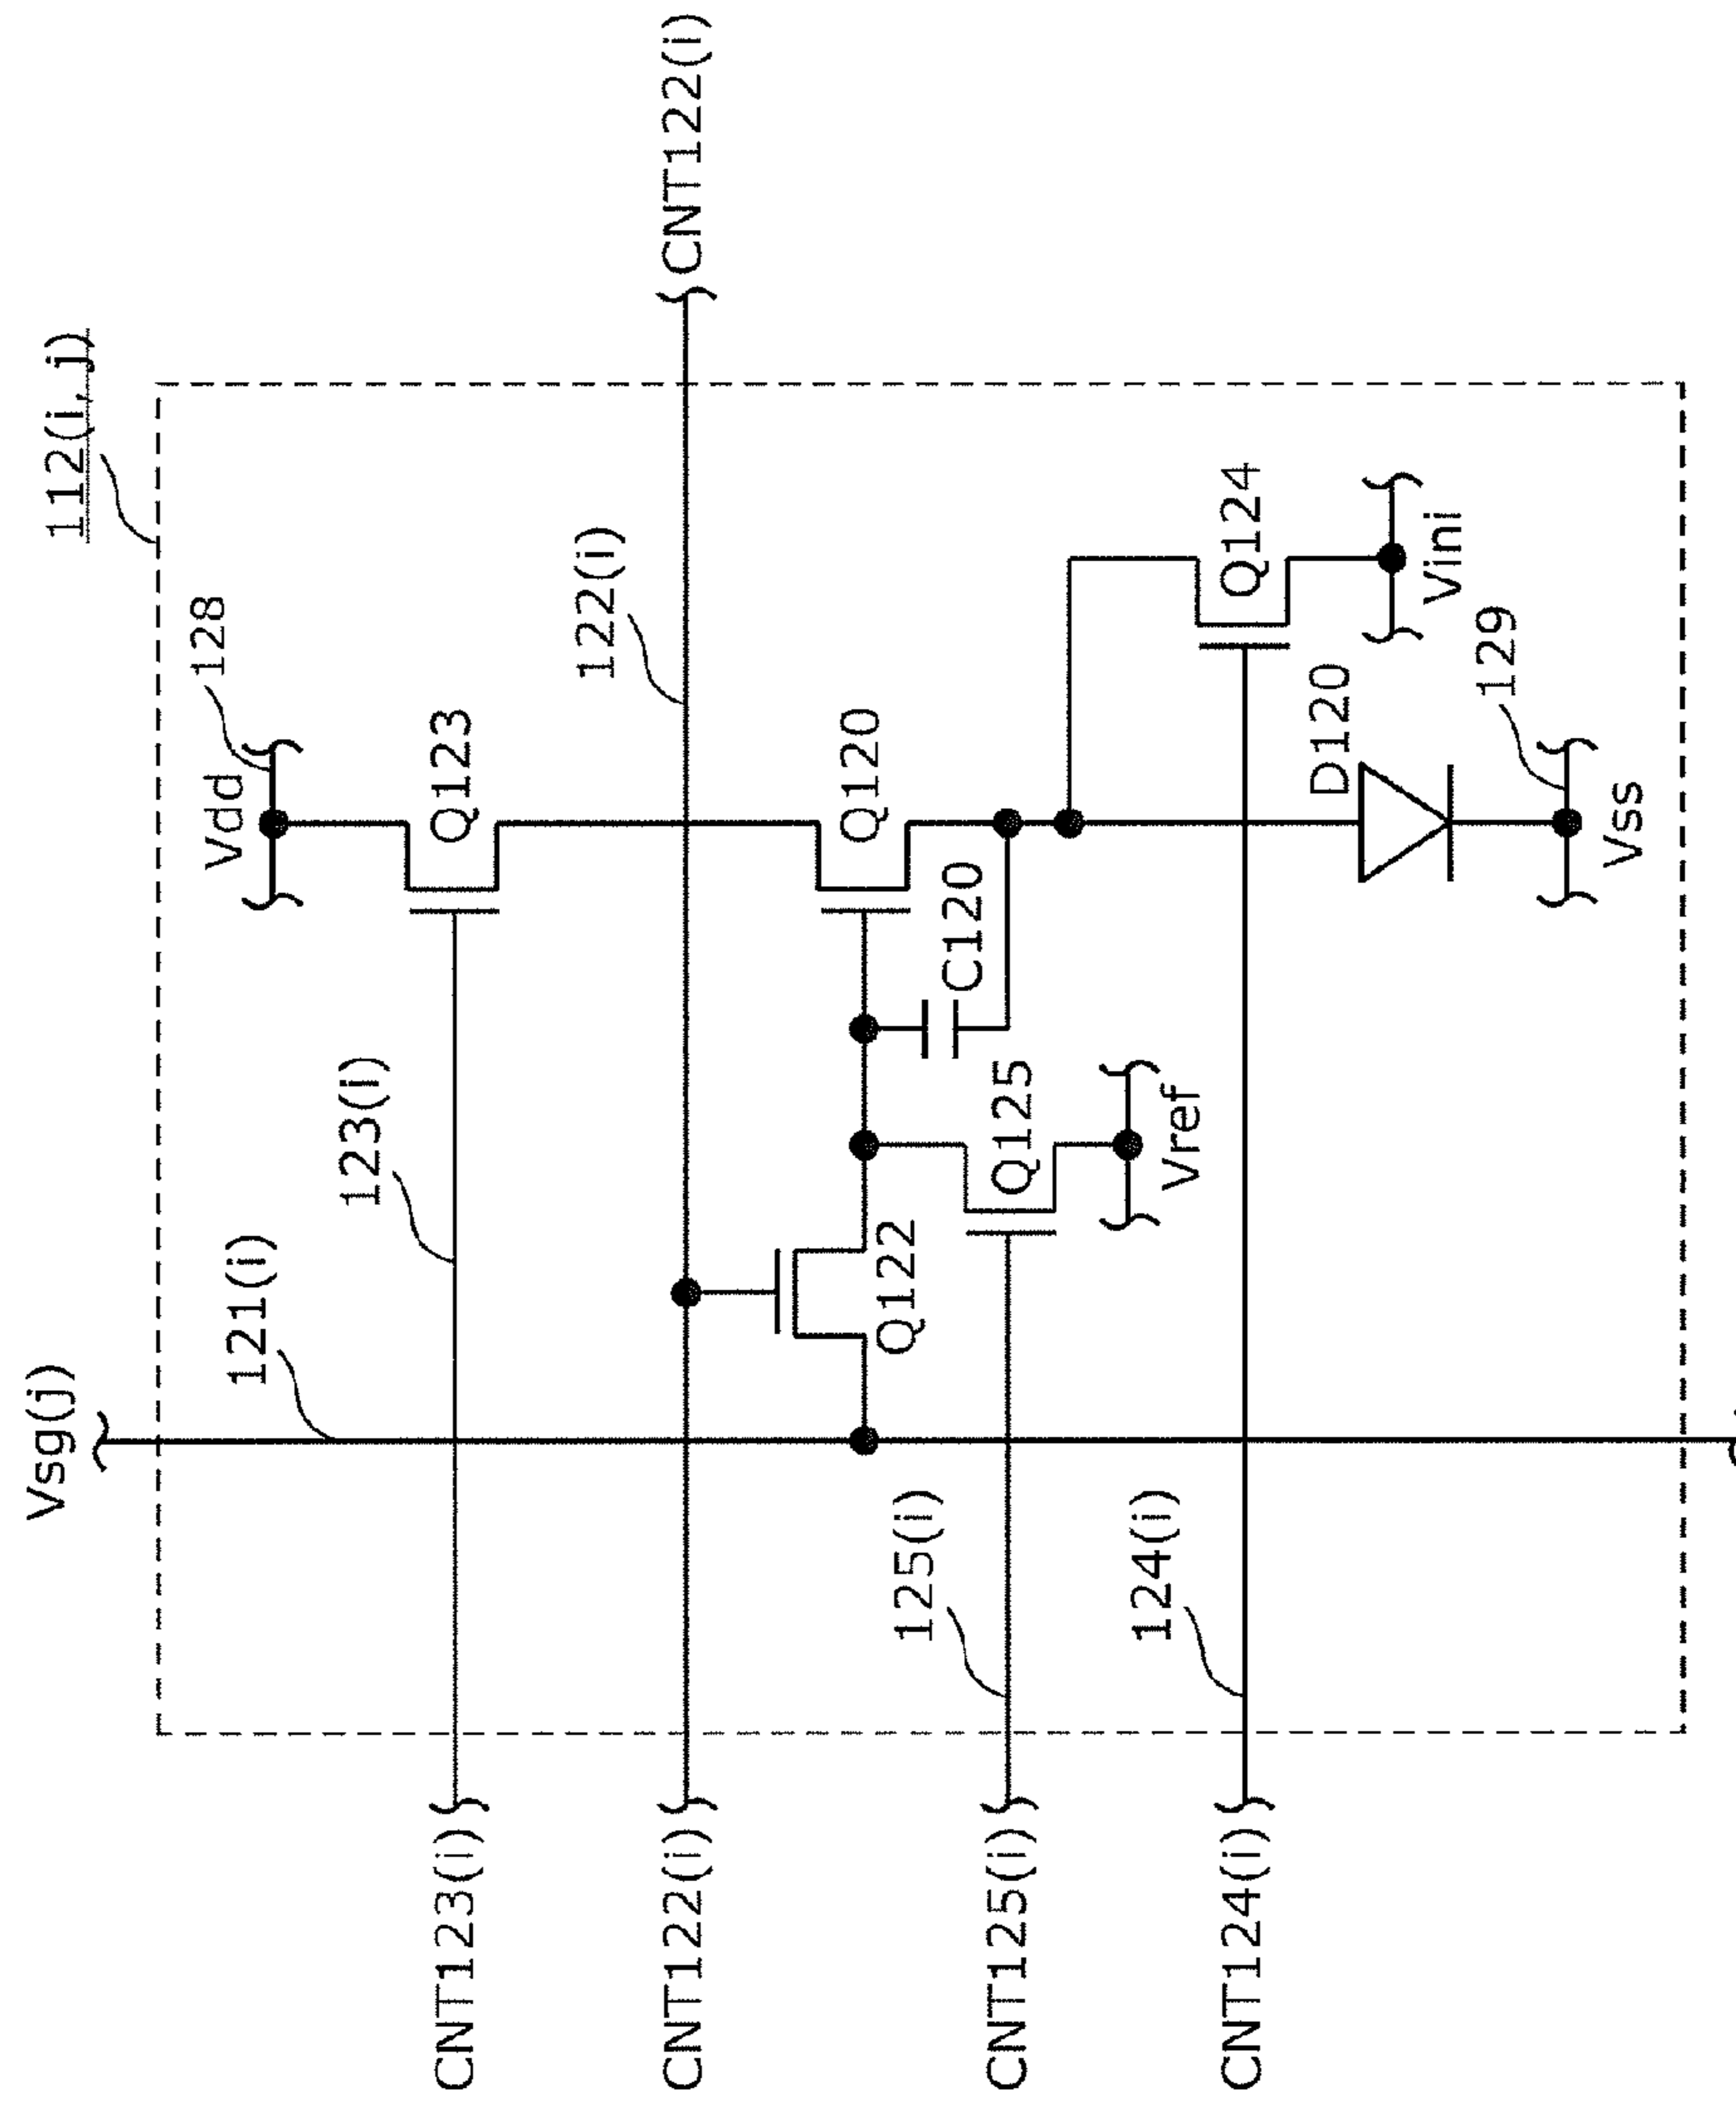 112(i, j)
Vsg(j)
Vdd
128
121(i)
123(i)
Q123
CNT123(i)
122(i)
CNT122(i)
CNT122(i)
Q120
Q122
C120
125(i)
Q125
CNT125(i)
Vref
124(i)
Q124
CNT124(i)
D120
Vini
129
Vss